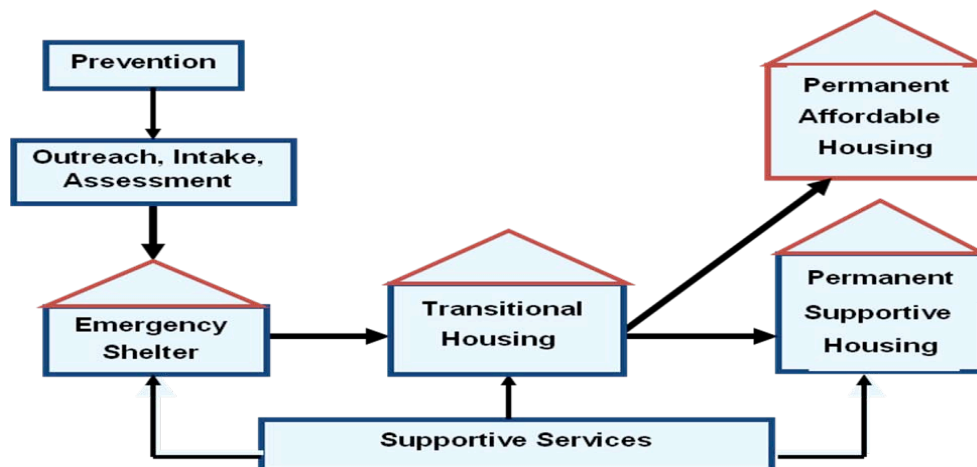 Prevention
Outreach, Intake,
Assessment
Emergency
Shelter
Transitional
Housing
Permanent
Affordable
Housing
Permanent
Supportive
Housing
Supportive Services